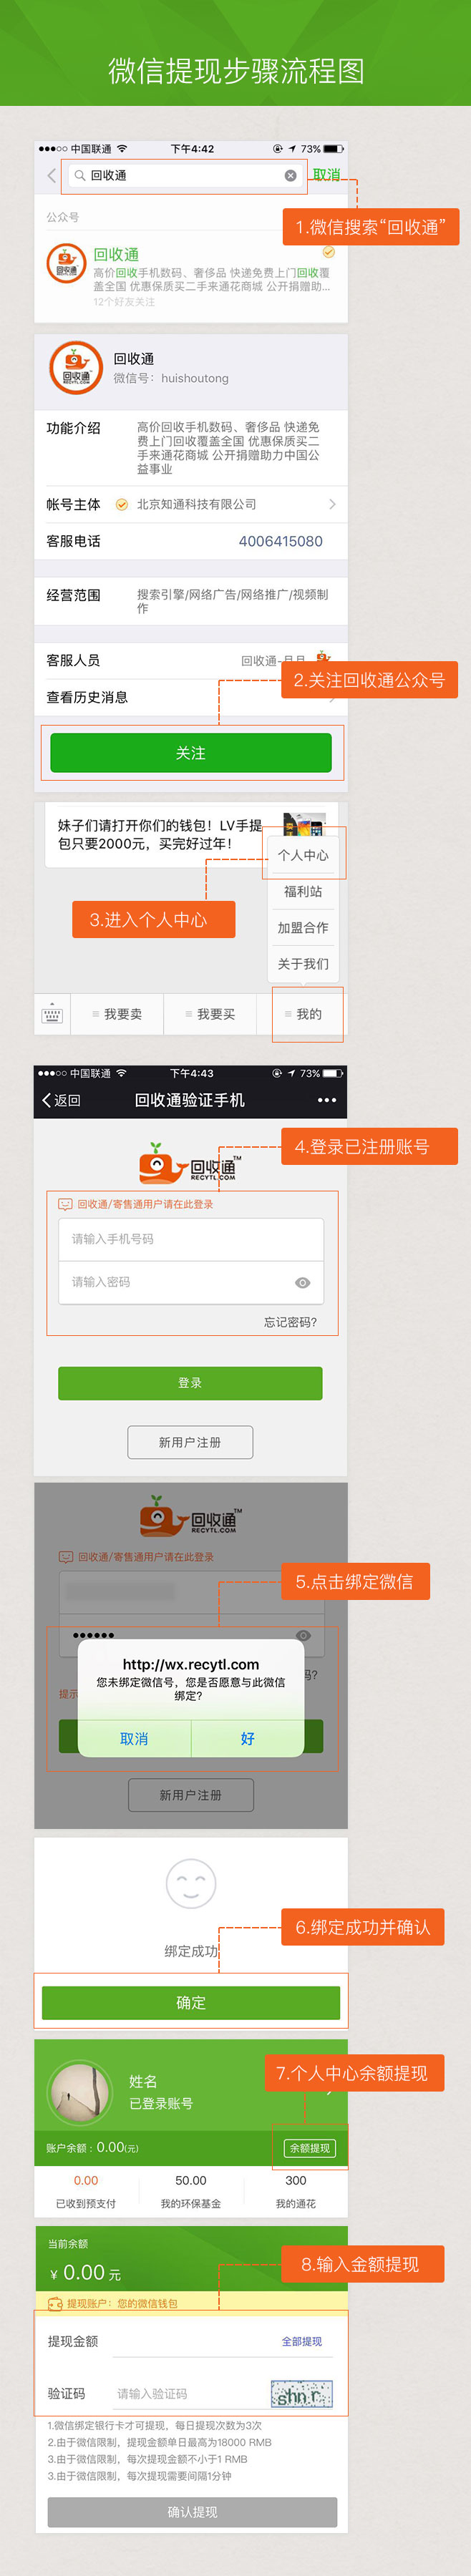 微信提现步骤流程图
中国联通 下午4:42 73%
回收通 取消
1.微信搜索“回收通”
公众号
回收通
高价回收手机数码、奢侈品 快递免费上门回收覆
盖全国 优惠保质买二手来通花商城 公开捐赠助...
12个好友关注
回收通
微信号：huishoutong
功能介绍 高价回收手机数码、奢侈品 快递免
费上门回收覆盖全国 优惠保质买二
手来通花商城 公开捐赠助力中国公
益事业
帐号主体 北京知通科技有限公司
客服电话 4006415080
经营范围 搜索引擎/网络广告/网络推广/视频制
作
客服人员 回收通-月月
2.关注回收通公众号
查看历史消息
关注
妹子们请打开你们的钱包！LV手提
包只要2000元，买完好过年！
个人中心
福利站
3.进入个人中心
加盟合作
关于我们
我要卖 我要买 我的
中国联通 下午4:43 73%
返回 回收通验证手机
4.登录已注册账号
回收通TM
RECYTL.COM
回收通/寄售通用户请在此登录
请输入手机号码
请输入密码
忘记密码?
登录
新用户注册
回收通TM
RECYTL.COM
回收通/寄售通用户请在此登录
5.点击绑定微信
http://wx.recytl.com
您未绑定微信号，您是否愿意与此微信
绑定?
码?
提示
取消 好
新用户注册
6.绑定成功并确认
绑定成功
确定
7.个人中心余额提现
姓名
已登录账号
账户余额：0.00(元) 余额提现
0.00 50.00 300
已收到预支付 我的环保基金 我的通花
当前余额
8.输入金额提现
￥ 0.00 元
提现账户：您的微信钱包
提现金额 全部提现
验证码 请输入验证码 shnr
1.微信绑定银行卡才可提现，每日提现次数为3次
2.由于微信限制，提现金额单日最高为18000 RMB
3.由于微信限制，每次提现金额不小于1 RMB
3.由于微信限制，每次提现需要间隔1分钟
确认提现